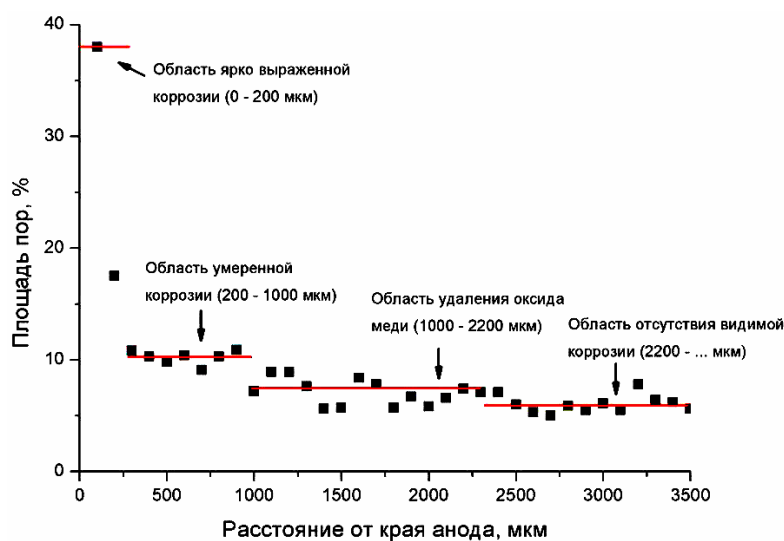 40
30
20
10
0
Площадь пор, %
Область ярко выраженной
коррозии (0 - 200 мкм)
Область умеренной
коррозии (200 - 1000 мкм)
Область удаления оксида
меди (1000 - 2200 мкм)
Область отсутствия видимой
коррозии (2200 - ... мкм)
0 500 1000 1500 2000 2500 3000 3500
Расстояние от края анода, мкм